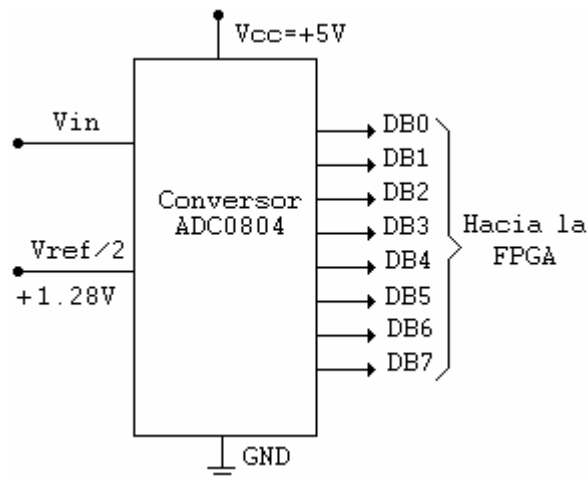 Vcc=+5V
Vin
Conversor
ADC0804
Vref/2
+1.28V
DB0
DB1
DB2
DB3
DB4
DB5
DB6
DB7
Hacia la
FPGA
GND